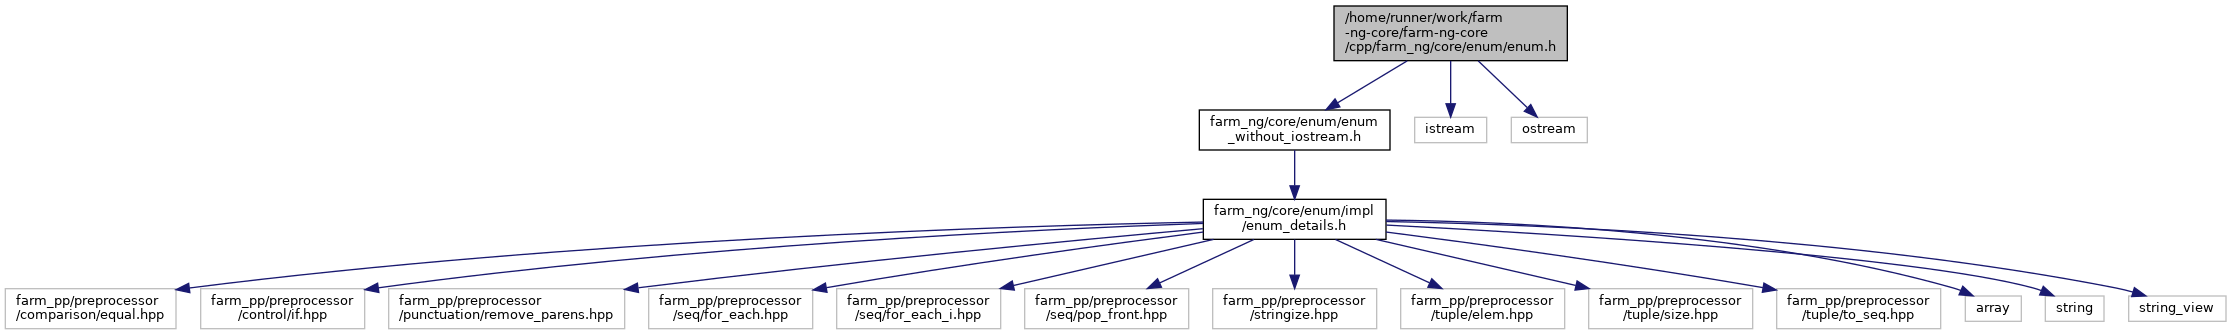 /home/runner/work/farm
-ng-core/farm-ng-core
/cpp/farm_ng/core/enum/enum.h
farm_ng/core/enum/enum
_without_iostream.h
istream
ostream
farm_ng/core/enum/impl
/enum_details.h
farm_pp/preprocessor
/comparison/equal.hpp
farm_pp/preprocessor
/control/if.hpp
farm_pp/preprocessor
/punctuation/remove_parens.hpp
farm_pp/preprocessor
/seq/for_each.hpp
farm_pp/preprocessor
/seq/for_each_i.hpp
farm_pp/preprocessor
/seq/pop_front.hpp
farm_pp/preprocessor
/stringize.hpp
farm_pp/preprocessor
/tuple/elem.hpp
farm_pp/preprocessor
/tuple/size.hpp
farm_pp/preprocessor
/tuple/to_seq.hpp
array
string
string_view